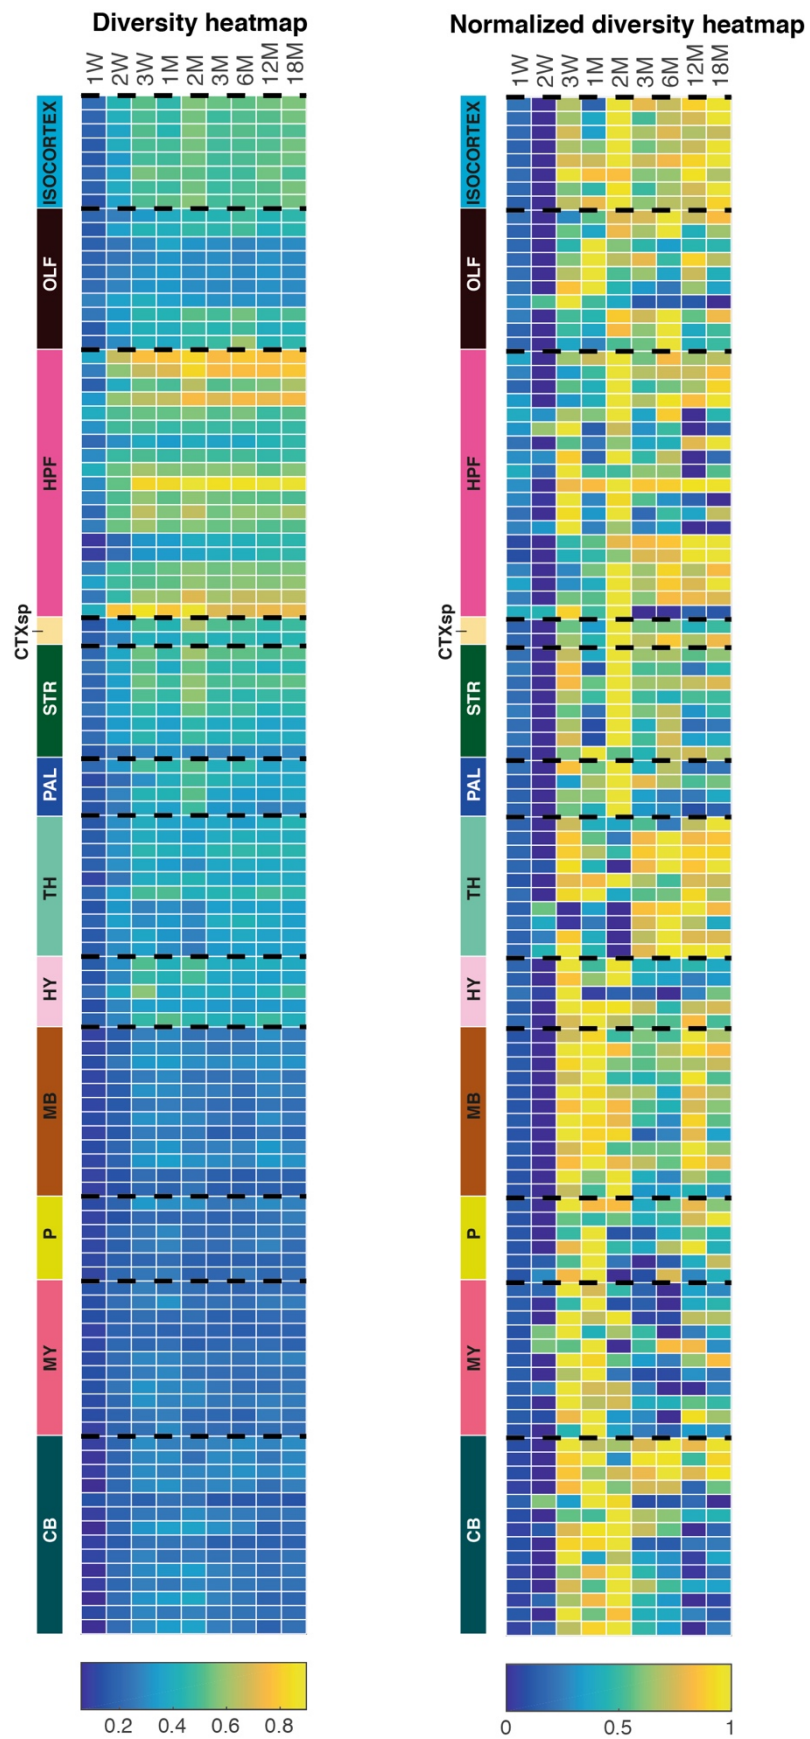 Diversity heatmap
1W 2W 3W 1M 2M 3M 6M 12M 18M
ISOCORTEX
OLF
HPF
CTXsp
STR
PAL
TH
HY
MB
P
MY
CB
0.2 0.4 0.6 0.8
Normalized diversity heatmap
1W 2W 3W 1M 2M 3M 6M 12M 18M
ISOCORTEX
OLF
HPF
CTXsp
STR
PAL
TH
HY
MB
P
MY
CB
0 0.5 1